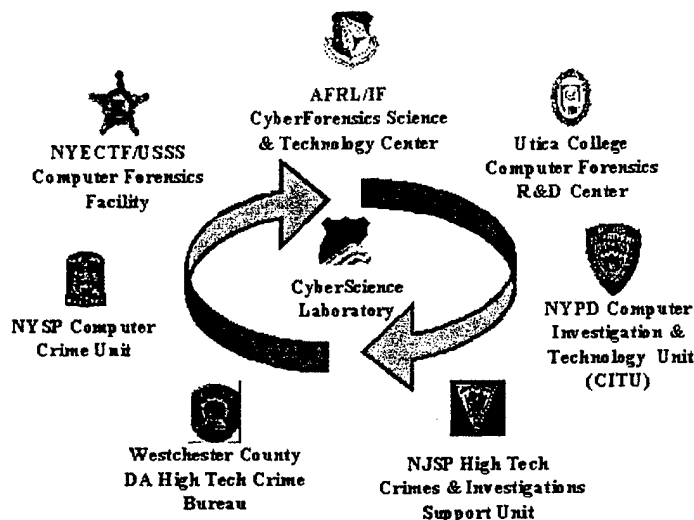 AFRL/IF
CyberForensics Science
& Technology Center
NYECTF/USSS
Computer Forensics
Facility
Utica College
Computer Forensics
R&D Center
CyberScience
Laboratory
NYSP Computer
Crime Unit
NYPD Computer
Investigation &
Technology Unit
(CITU)
Westchester County
DA High Tech Crime
Bureau
NJSP High Tech
Crimes & Investigations
Support Unit